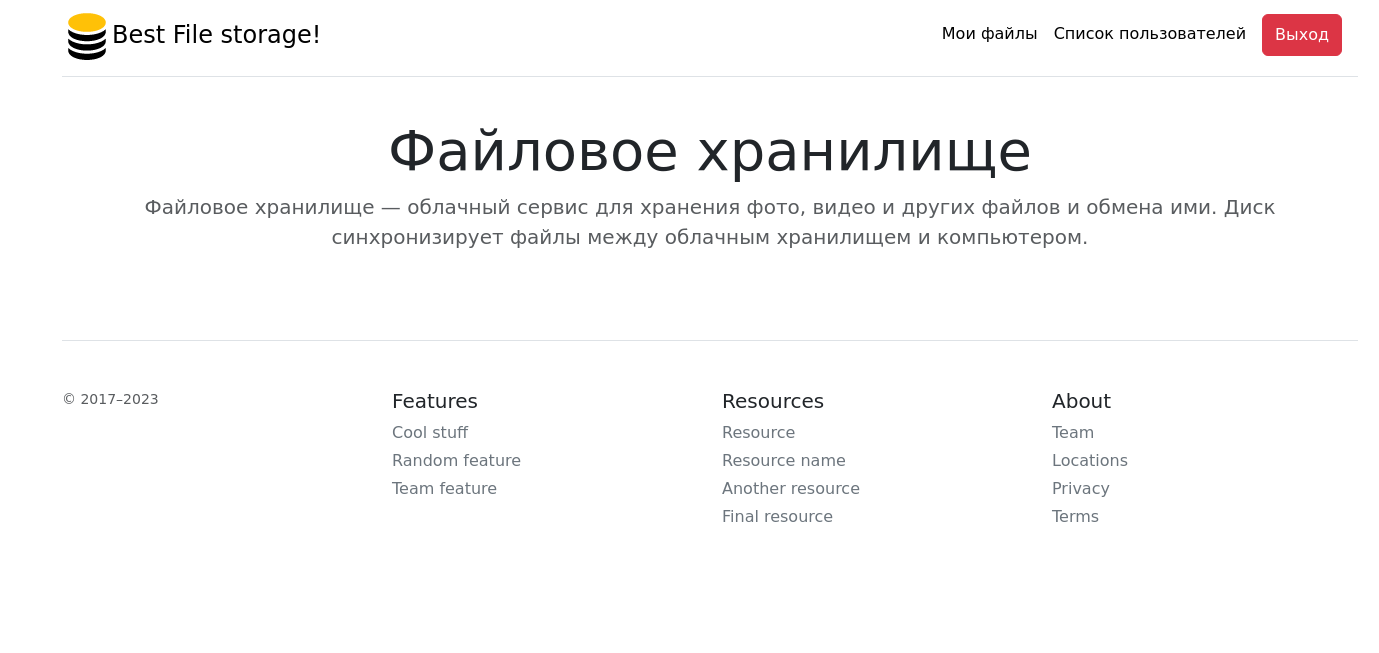 Best File storage!
Мои файлы
Список пользователей
Выход
Файловое хранилище
Файловое хранилище — облачный сервис для хранения фото, видео и других файлов и обмена ими. Диск
синхронизирует файлы между облачным хранилищем и компьютером.
© 2017–2023
Features
Cool stuff
Random feature
Team feature
Resources
Resource
Resource name
Another resource
Final resource
About
Team
Locations
Privacy
Terms